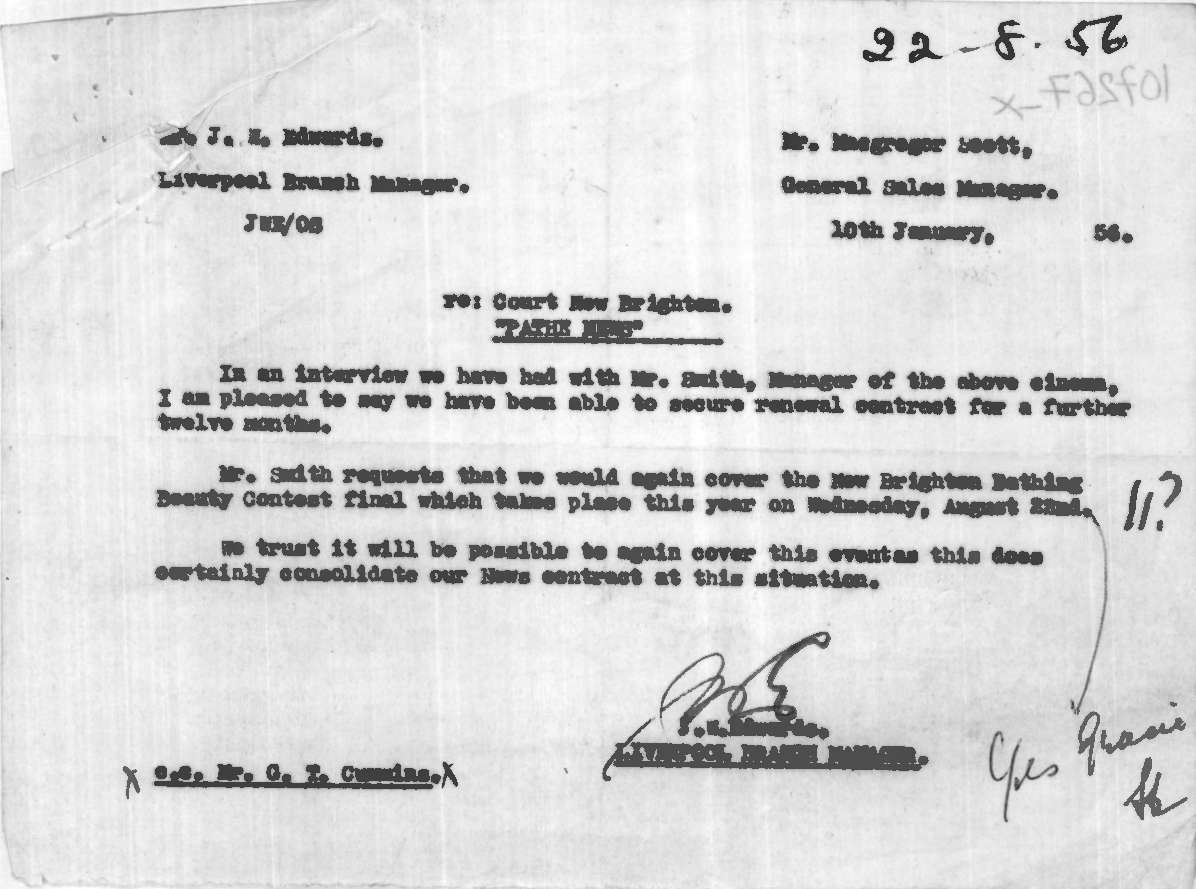 22-8.56
107267-x
Mr. J. H. Edwards.
Mr. Macgregor Scott,
Liverpool Branch Manager.
General Sales Manager.
10th January, 56.
re: Court New Brighton.
"PATHE NEWS"
In an interview we have had with Mr. Smith, Manager of the above cinema,
I am pleased to say we have been able to secure renewal contract for a further
twelve months.
Mr. Smith requests that we would again cover the New Brighton Bathing
Beauty Contest final which takes place this year on Wednesday, August 22nd.
11?
We trust it will be possible to again cover this eventas this does
certainly consolidate our News contract at this situation.
J.H.Edwards.
LIVERPOOL BRANCH MANAGER.
Yes Gracie
c.c. Mr. G. T. Cummins.